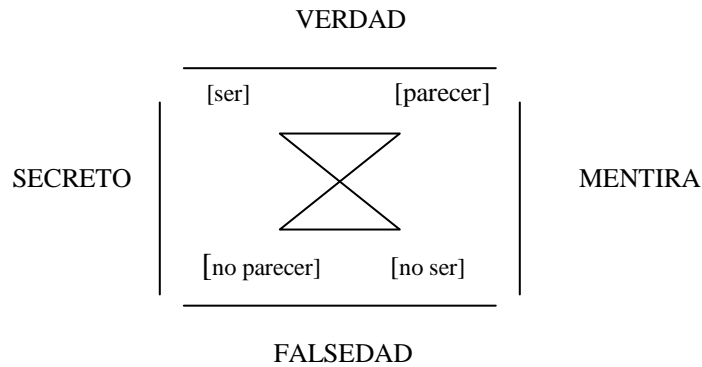 VERDAD
[ser] [parecer]
SECRETO MENTIRA
[no parecer] [no ser]
FALSEDAD